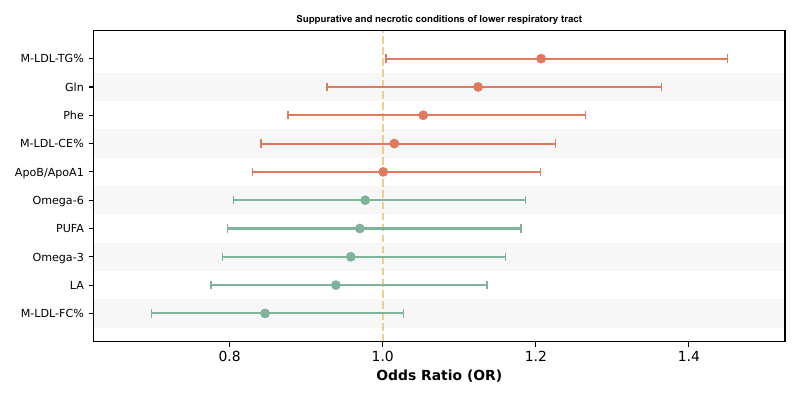 Suppurative and necrotic conditions of lower respiratory tract
M-LDL-TG%
Gln
Phe
M-LDL-CE%
ApoB/ApoA1
Omega-6
PUFA
Omega-3
LA
M-LDL-FC%
0.8 1.0 1.2 1.4
Odds Ratio (OR)